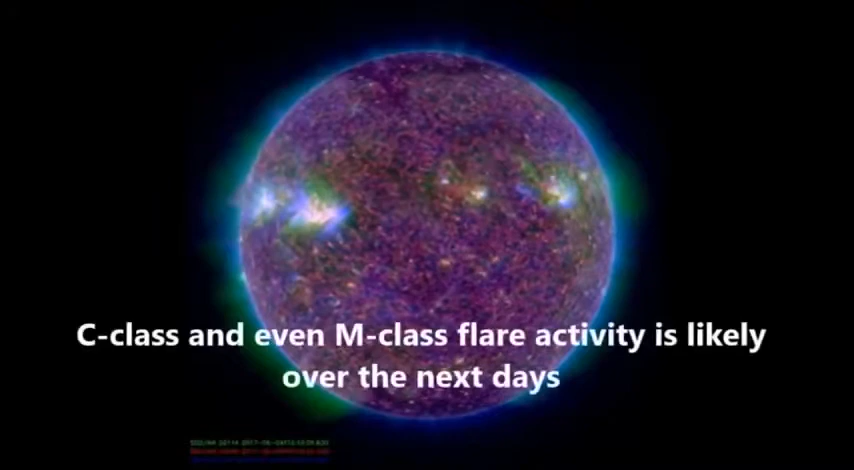 C-class and even M-class flare activity is likely
over the next days